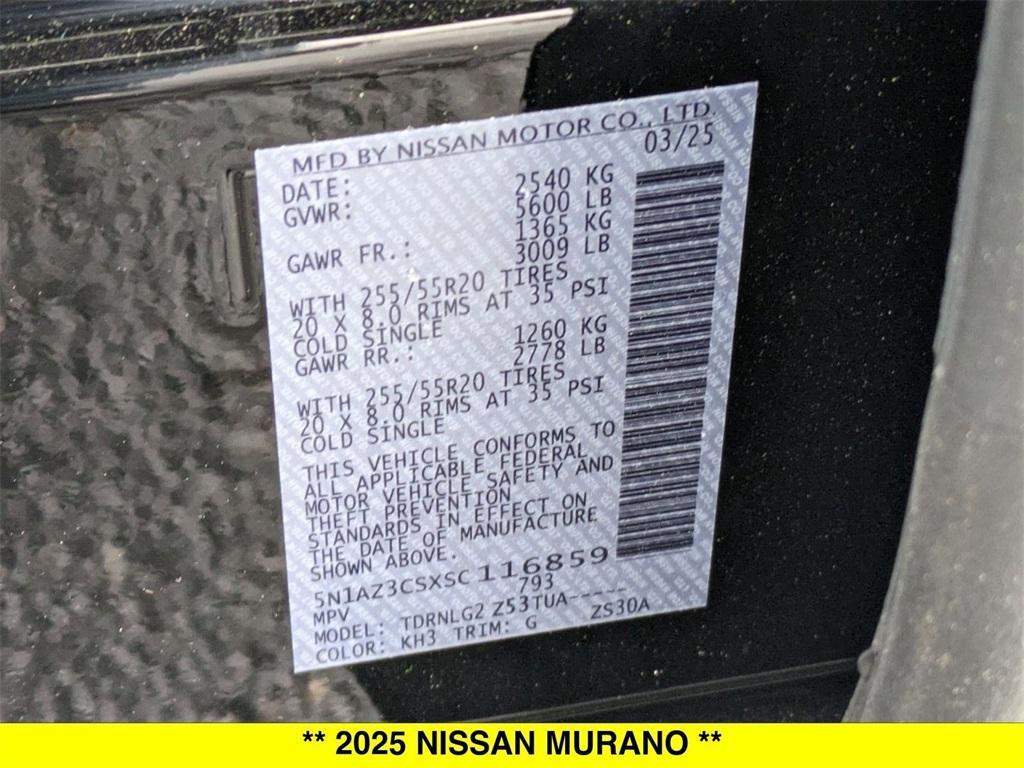 MFD BY NISSAN MOTOR CO., LTD.
DATE: 03/25
GVWR: 2540 KG
5600 LB
GAWR FR.: 1365 KG
3009 LB
WITH 255/55R20 TIRES
20 X 8.0 RIMS AT 35 PSI
COLD SINGLE
GAWR RR.: 1260 KG
2778 LB
WITH 255/55R20 TIRES
20 X 8.0 RIMS AT 35 PSI
COLD SINGLE
THIS VEHICLE CONFORMS TO
ALL APPLICABLE FEDERAL
MOTOR VEHICLE SAFETY AND
THEFT PREVENTION
STANDARDS IN EFFECT ON
THE DATE OF MANUFACTURE
SHOWN ABOVE.
5N1AZ3CSXSC116859
MPV 793
MODEL: TDRNLG2 Z53TUA-----
COLOR: KH3 TRIM: G ZS30A
** 2025 NISSAN MURANO **